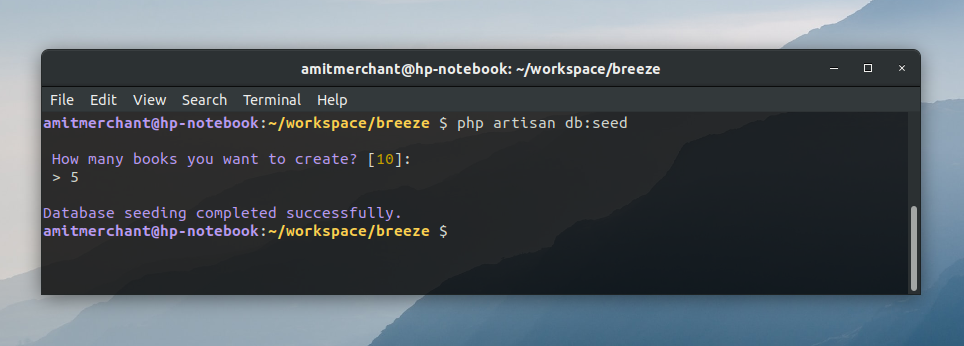 amitmerchant@hp-notebook: ~/workspace/breeze
File Edit View Search Terminal Help
amitmerchant@hp-notebook:~/workspace/breeze $ php artisan db:seed
How many books you want to create? [10]:
> 5
Database seeding completed successfully.
amitmerchant@hp-notebook:~/workspace/breeze $